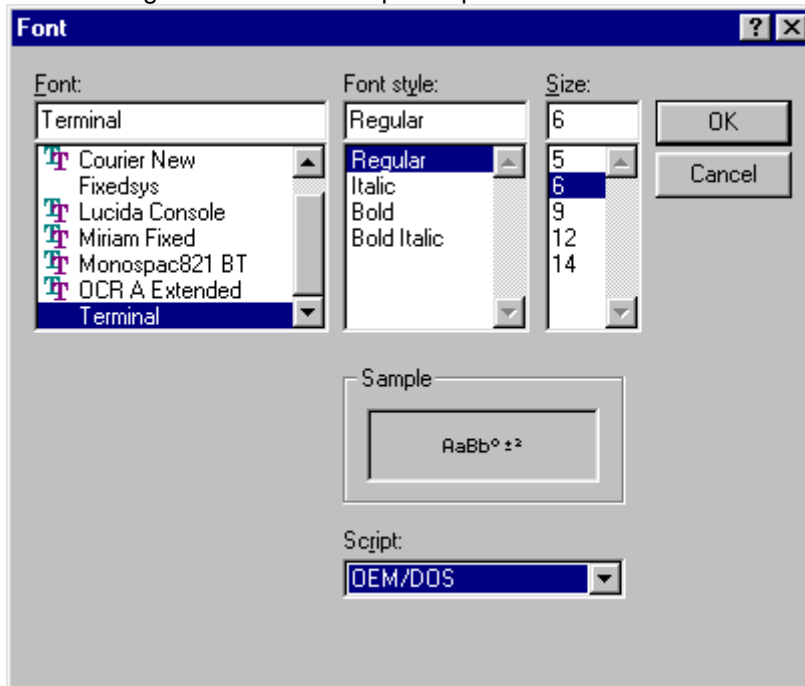 Font
Font:
Terminal
Courier New
Fixedsys
Lucida Console
Miriam Fixed
Monospac821 BT
OCR A Extended
Terminal
Font style:
Regular
Regular
Italic
Bold
Bold Italic
Size:
6
5
6
9
12
14
OK
Cancel
Sample
AaBbº±²
Script:
OEM/DOS